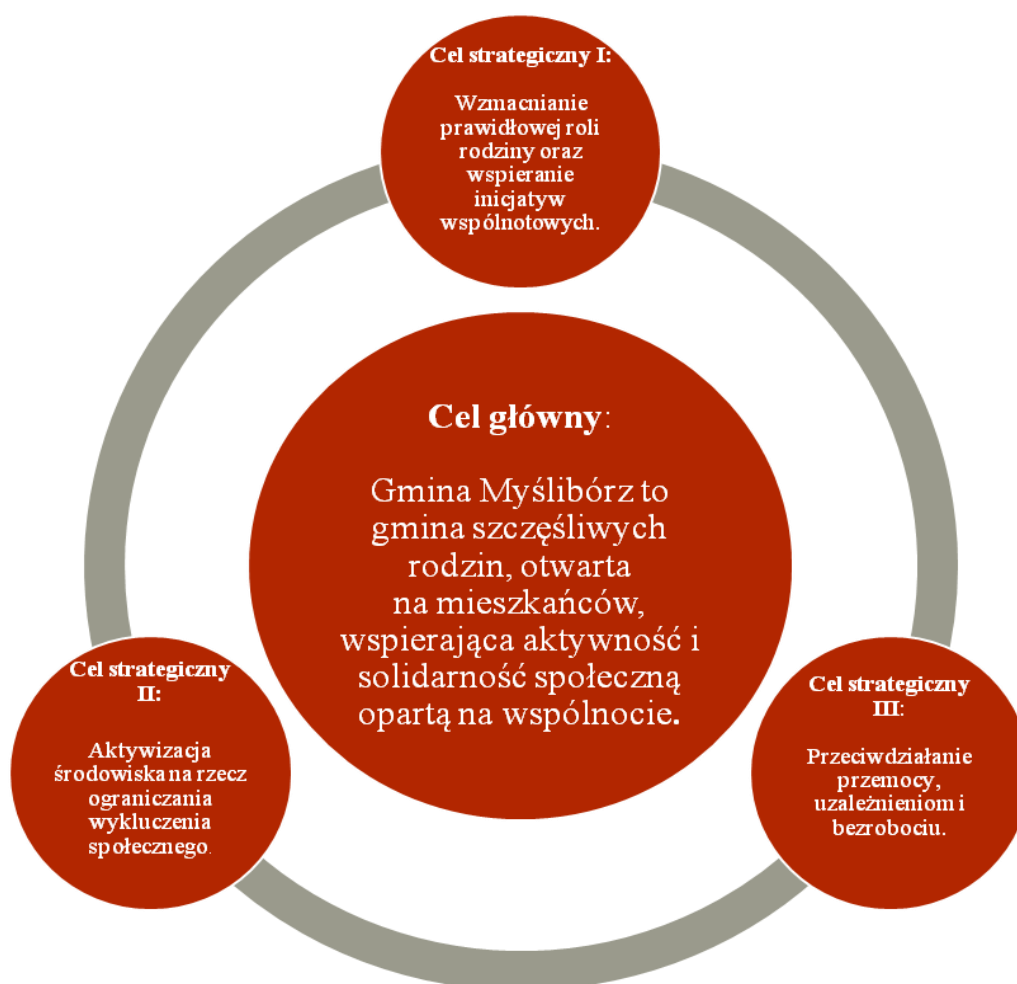 Cel strategiczny I:
Wzmacnianie
prawidłowej roli
rodziny oraz
wspieranie
inicjatyw
wspólnotowych.
Cel główny:
Gmina Myślibórz to
gmina szczęśliwych
rodzin, otwarta
na mieszkańców,
wspierająca aktywność i
solidarność społeczną
opartą na wspólnocie.
Cel strategiczny
II:
Aktywizacja
środowiska na rzecz
ograniczania
wykluczenia
społecznego.
Cel strategiczny
III:
Przeciwdziałanie
przemocy,
uzależnieniom i
bezrobociu.